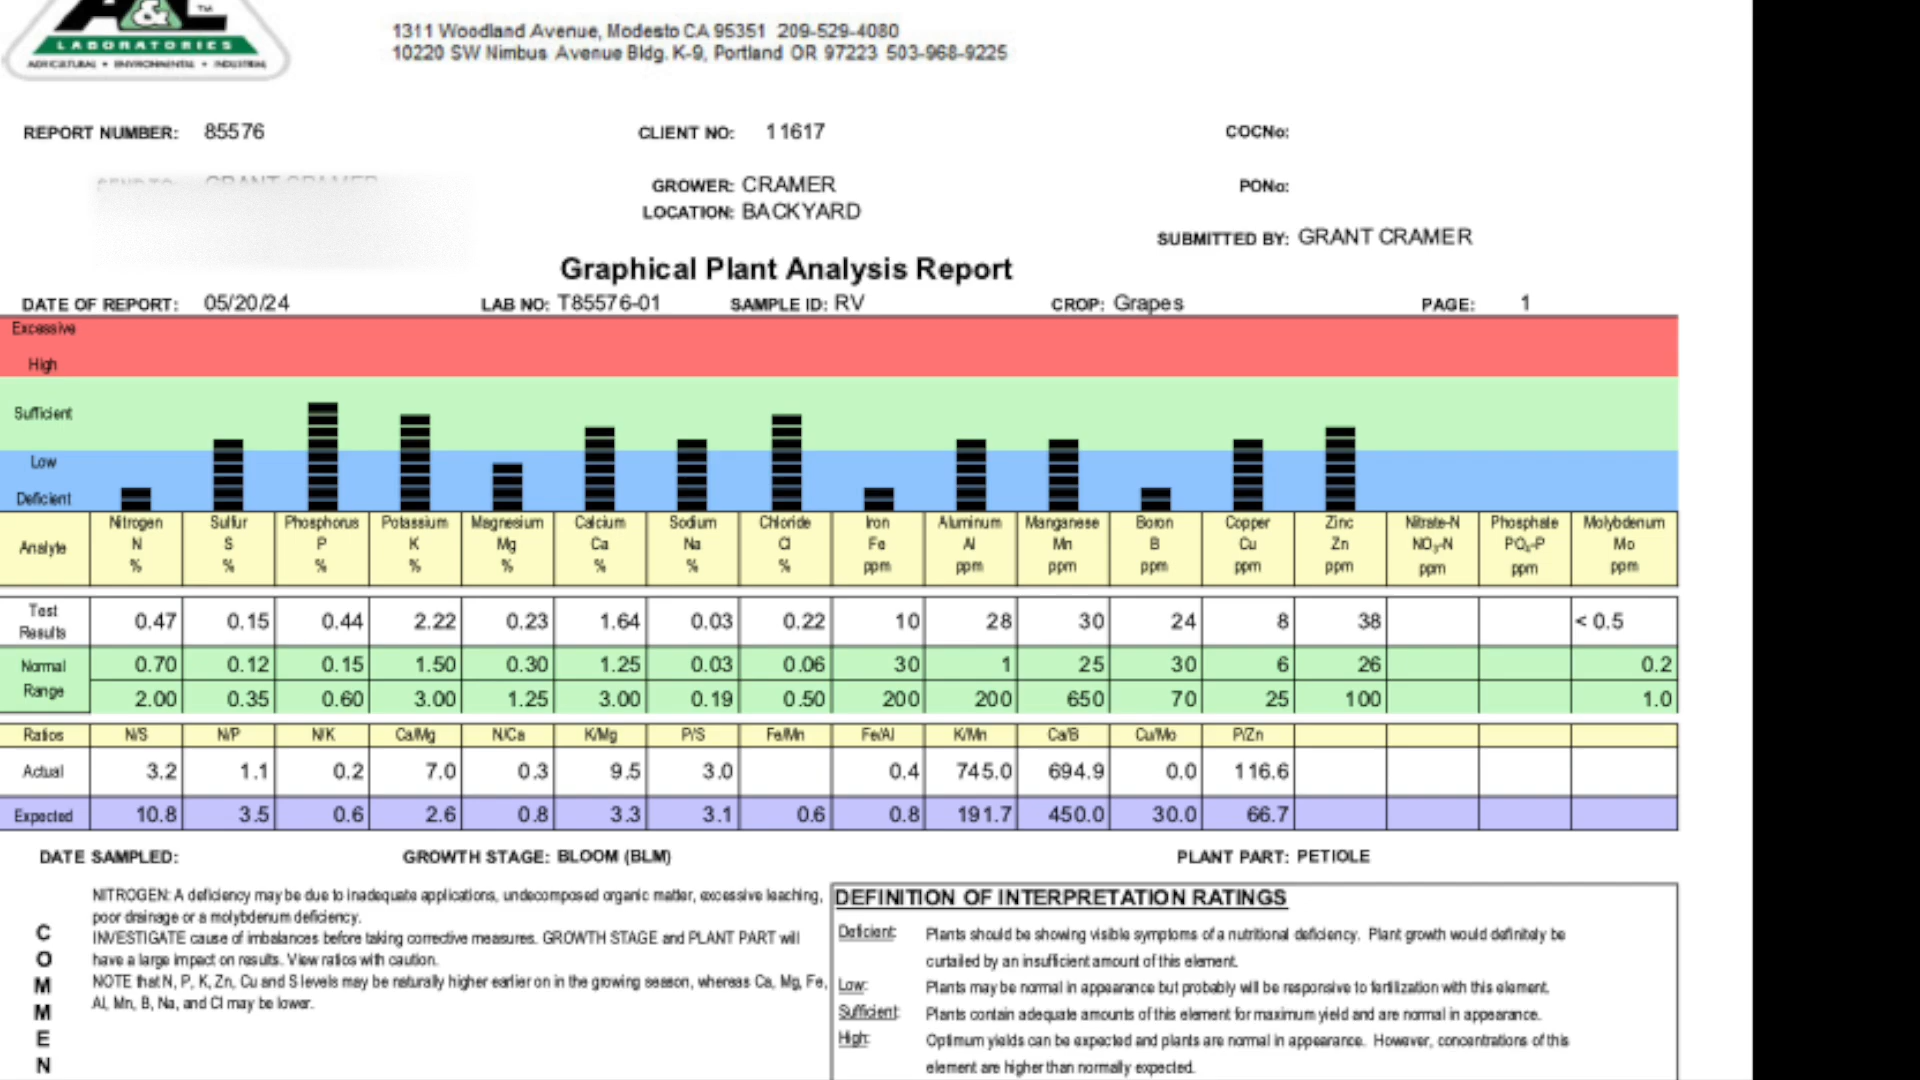 A&L ™
LABORATORIES
AGRICULTURAL • ENVIRONMENTAL • INDUSTRIAL
1311 Woodland Avenue, Modesto CA 95351 209-529-4080
10220 SW Nimbus Avenue Bldg. K-9, Portland OR 97223 503-968-9225
REPORT NUMBER: 85576 CLIENT NO: 11617 COCNo:
SEND TO: GRANT CRAMER GROWER: CRAMER PONo:
LOCATION: BACKYARD
SUBMITTED BY: GRANT CRAMER
Graphical Plant Analysis Report
DATE OF REPORT: 05/20/24 LAB NO: T85576-01 SAMPLE ID: RV CROP: Grapes PAGE: 1
Excessive
High
Sufficient
Low
Deficient
Analyte Nitrogen Sulfur Phosphorus Potassium Magnesium Calcium Sodium Chloride Iron Aluminum Manganese Boron Copper Zinc Nitrate-N Phosphate Molybdenum
N S P K Mg Ca Na Cl Fe Al Mn B Cu Zn NO₃-N PO₄-P Mo
% % % % % % % % ppm ppm ppm ppm ppm ppm ppm ppm ppm
Test Results 0.47 0.15 0.44 2.22 0.23 1.64 0.03 0.22 10 28 30 24 8 38 < 0.5
Normal 0.70 0.12 0.15 1.50 0.30 1.25 0.03 0.06 30 1 25 30 6 26 0.2
Range 2.00 0.35 0.60 3.00 1.25 3.00 0.19 0.50 200 200 650 70 25 100 1.0
Ratios N/S N/P N/K Ca/Mg N/Ca K/Mg P/S Fe/Mn Fe/Al K/Mn Ca/B Cu/Mo P/Zn
Actual 3.2 1.1 0.2 7.0 0.3 9.5 3.0 0.4 745.0 694.9 0.0 116.6
Expected 10.8 3.5 0.6 2.6 0.8 3.3 3.1 0.6 0.8 191.7 450.0 30.0 66.7
DATE SAMPLED: GROWTH STAGE: BLOOM (BLM) PLANT PART: PETIOLE
C
O
M
M
E
N
NITROGEN: A deficiency may be due to inadequate applications, undecomposed organic matter, excessive leaching,
poor drainage or a molybdenum deficiency.
INVESTIGATE cause of imbalances before taking corrective measures. GROWTH STAGE and PLANT PART will
have a large impact on results. View ratios with caution.
NOTE that N, P, K, Zn, Cu and S levels may be naturally higher earlier on in the growing season, whereas Ca, Mg, Fe,
Al, Mn, B, Na, and Cl may be lower.
DEFINITION OF INTERPRETATION RATINGS
Deficient: Plants should be showing visible symptoms of a nutritional deficiency. Plant growth would definitely be
curtailed by an insufficient amount of this element.
Low: Plants may be normal in appearance but probably will be responsive to fertilization with this element.
Sufficient: Plants contain adequate amounts of this element for maximum yield and are normal in appearance.
High: Optimum yields can be expected and plants are normal in appearance. However, concentrations of this
element are higher than normally expected.